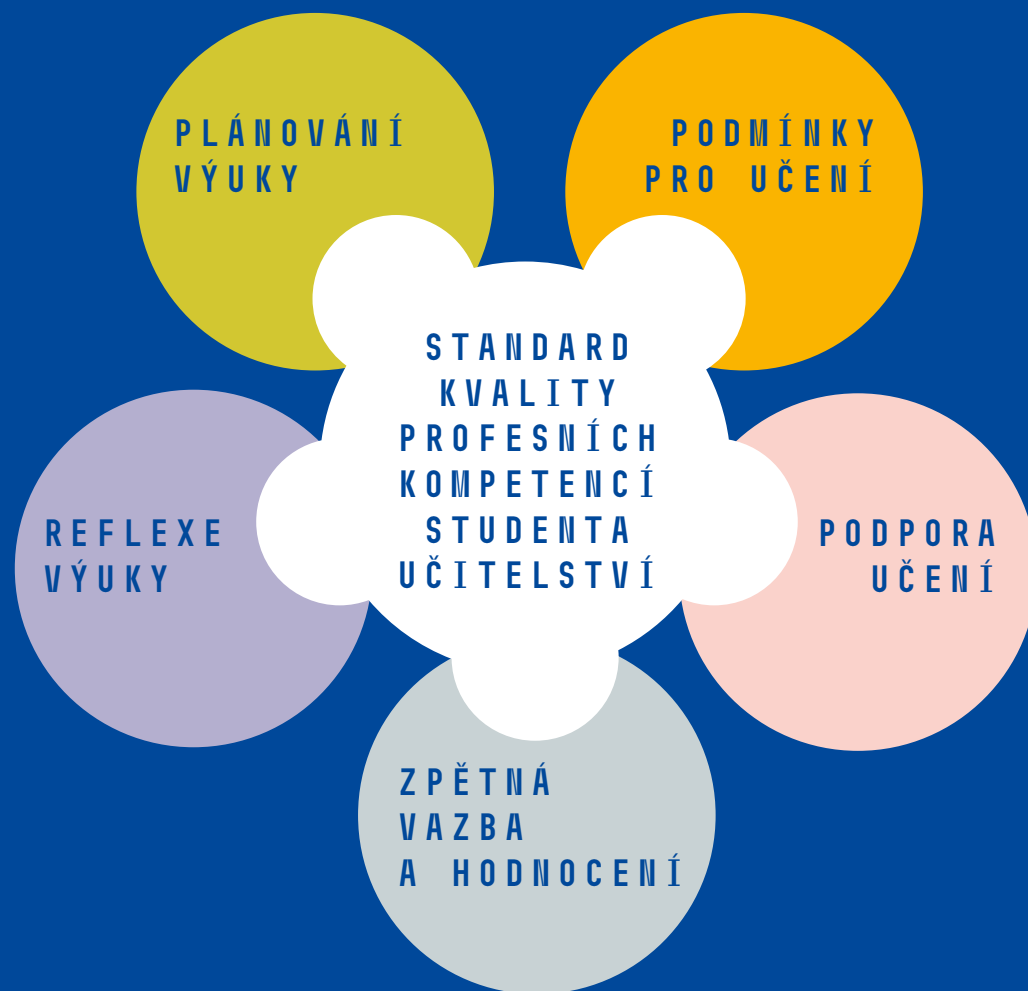 PLÁNOVÁNÍ
VÝUKY
PODMÍNKY
PRO UČENÍ
STANDARD
KVALITY
PROFESNÍCH
KOMPETENCÍ
STUDENTA
UČITELSTVÍ
REFLEXE
VÝUKY
PODPORA
UČENÍ
ZPĚTNÁ
VAZBA
A HODNOCENÍ